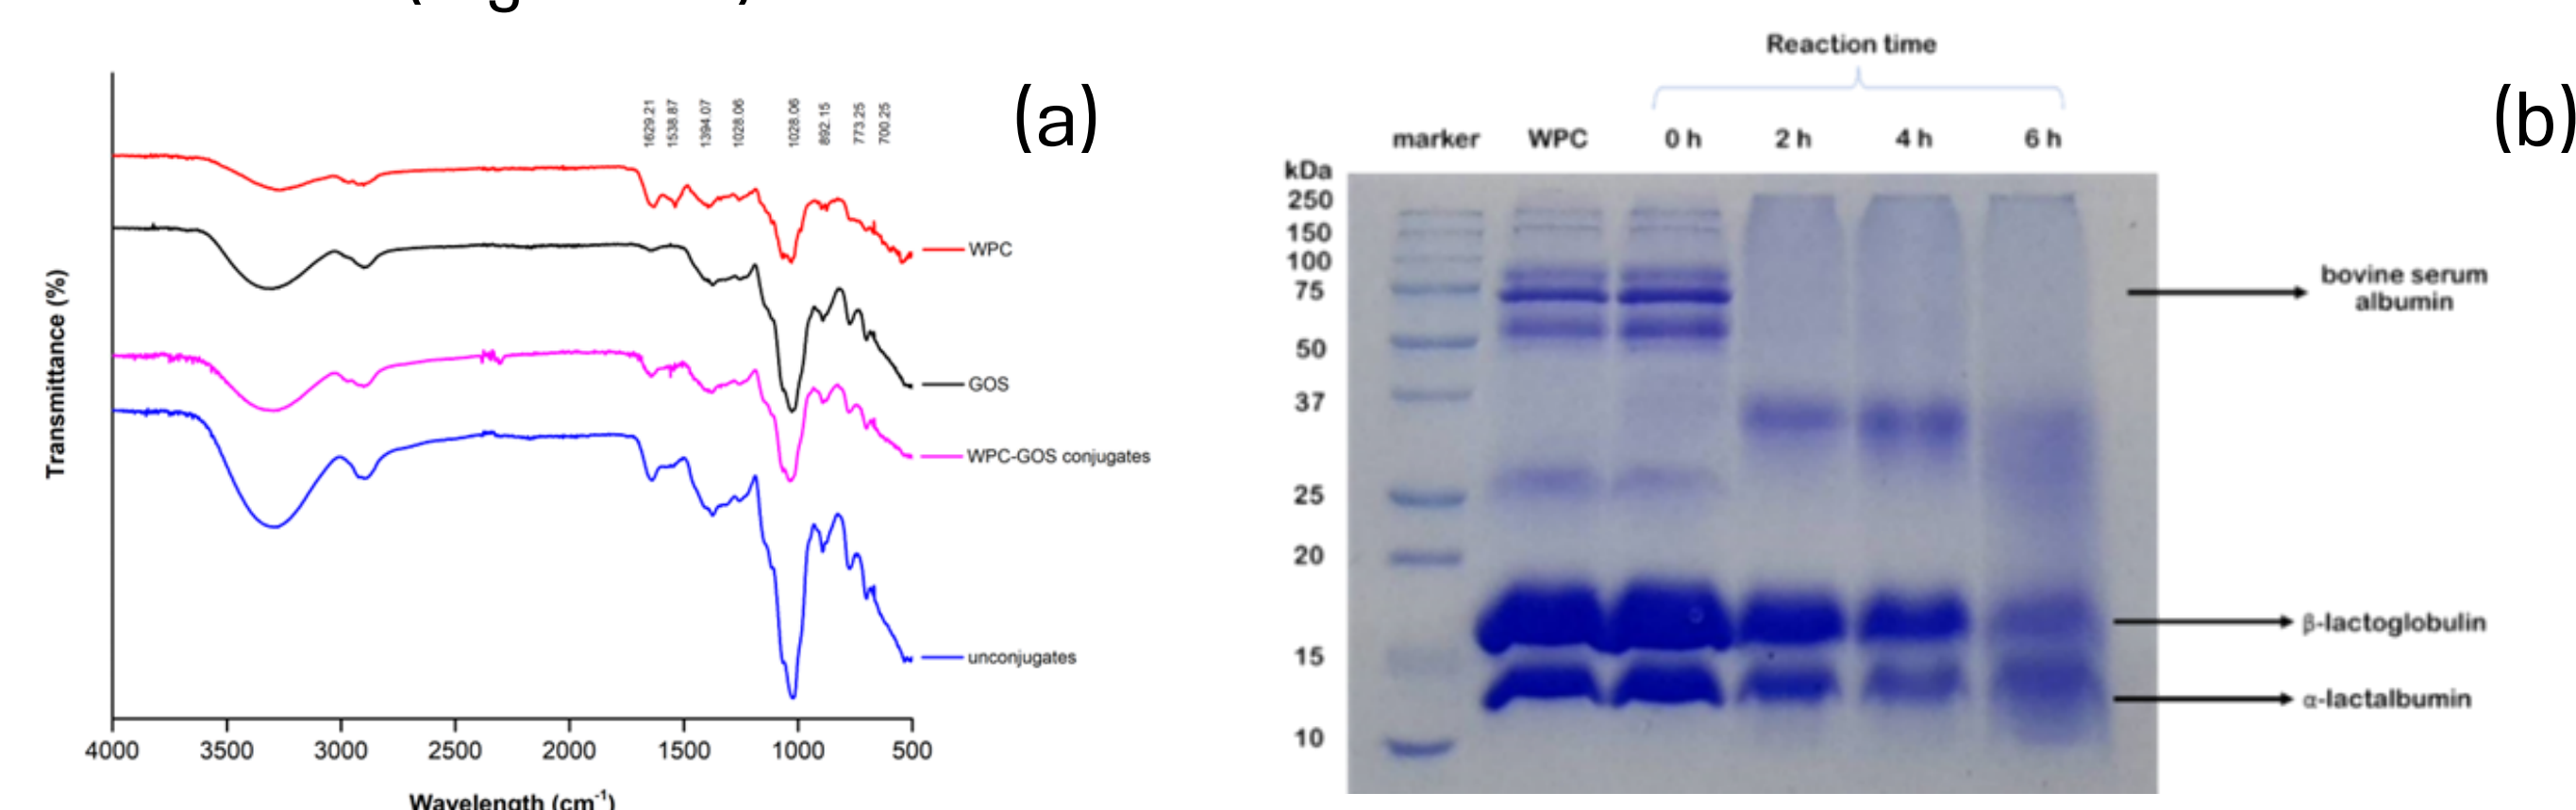 (a)
1629.21
1538.87
1394.07
1028.06
1028.06
892.15
773.25
700.25
WPC
GOS
WPC-GOS conjugates
unconjugates
Transmittance (%)
4000 3500 3000 2500 2000 1500 1000 500
Wavelength (cm⁻¹)
(b)
Reaction time
marker WPC 0 h 2 h 4 h 6 h
kDa
250
150
100
75
50
37
25
20
15
10
bovine serum
albumin
β-lactoglobulin
α-lactalbumin